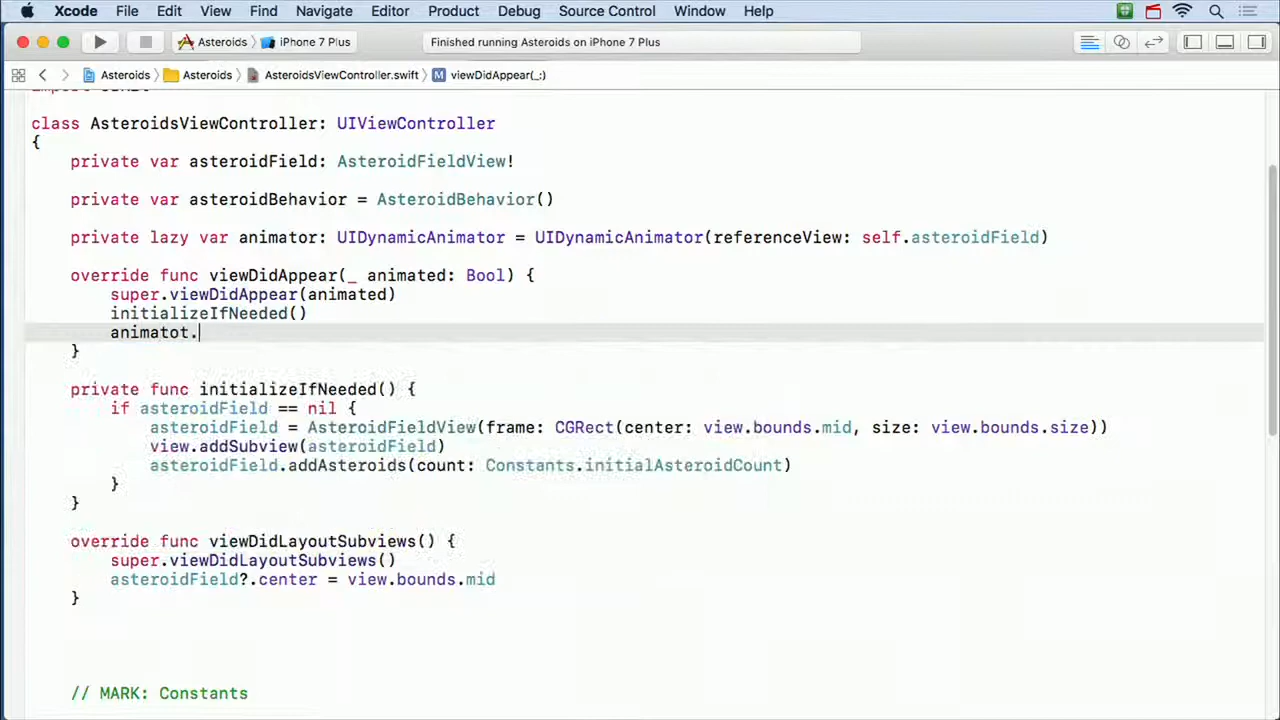 Xcode File Edit View Find Navigate Editor Product Debug Source Control Window Help
Asteroids iPhone 7 Plus Finished running Asteroids on iPhone 7 Plus
Asteroids Asteroids AsteroidsViewController.swift M viewDidAppear(_:)
class AsteroidsViewController: UIViewController
{
private var asteroidField: AsteroidFieldView!
private var asteroidBehavior = AsteroidBehavior()
private lazy var animator: UIDynamicAnimator = UIDynamicAnimator(referenceView: self.asteroidField)
override func viewDidAppear(_ animated: Bool) {
super.viewDidAppear(animated)
initializeIfNeeded()
animatot.
}
private func initializeIfNeeded() {
if asteroidField == nil {
asteroidField = AsteroidFieldView(frame: CGRect(center: view.bounds.mid, size: view.bounds.size))
view.addSubview(asteroidField)
asteroidField.addAsteroids(count: Constants.initialAsteroidCount)
}
}
override func viewDidLayoutSubviews() {
super.viewDidLayoutSubviews()
asteroidField?.center = view.bounds.mid
}
// MARK: Constants